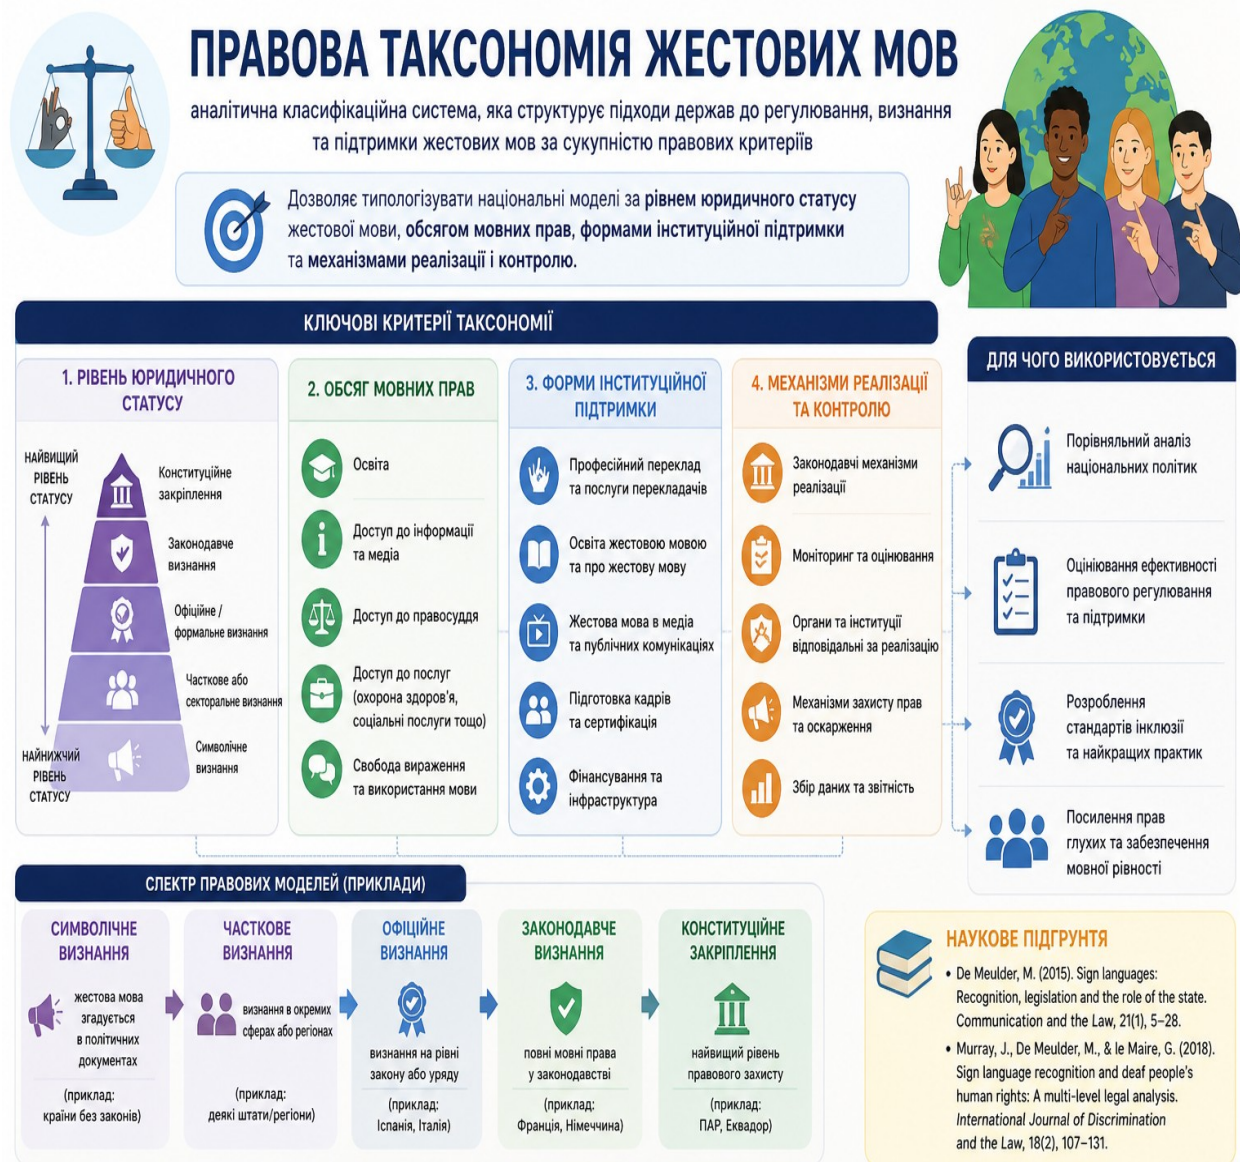 ПРАВОВА ТАКСОНОМІЯ ЖЕСТОВИХ МОВ
аналітична класифікаційна система, яка структурує підходи держав до регулювання, визнання
та підтримки жестових мов за сукупністю правових критеріїв
Дозволяє типологізувати національні моделі за рівнем юридичного статусу
жестової мови, обсягом мовних прав, формами інституційної підтримки
та механізмами реалізації і контролю.
КЛЮЧОВІ КРИТЕРІЇ ТАКСОНОМІЇ
1. РІВЕНЬ ЮРИДИЧНОГО
СТАТУСУ
НАЙВИЩИЙ
РІВЕНЬ
СТАТУСУ
Конституційне
закріплення
Законодавче
визнання
Офіційне /
формальне визнання
Часткове або
секторальне визнання
Символічне
визнання
НАЙНИЖЧИЙ
РІВЕНЬ
СТАТУСУ
2. ОБСЯГ МОВНИХ ПРАВ
Освіта
Доступ до інформації
та медіа
Доступ до правосуддя
Доступ до послуг
(охорона здоров'я,
соціальні послуги тощо)
Свобода вираження
та використання мови
3. ФОРМИ ІНСТИТУЦІЙНОЇ
ПІДТРИМКИ
Професійний переклад
та послуги перекладачів
Освіта жестовою мовою
та про жестову мову
Жестова мова в медіа
та публічних комунікаціях
Підготовка кадрів
та сертифікація
Фінансування та
інфраструктура
4. МЕХАНІЗМИ РЕАЛІЗАЦІЇ
ТА КОНТРОЛЮ
Законодавчі механізми
реалізації
Моніторинг та оцінювання
Органи та інституції
відповідальні за реалізацію
Механізми захисту прав
та оскарження
Збір даних та звітність
ДЛЯ ЧОГО ВИКОРИСТОВУЄТЬСЯ
Порівняльний аналіз
національних політик
Оцініювання ефективності
правового регулювання
та підтримки
Розроблення
стандартів інклюзії
та найкращих практик
Посилення прав
глухих та забезпечення
мовної рівності
СПЕКТР ПРАВОВИХ МОДЕЛЕЙ (ПРИКЛАДИ)
СИМВОЛІЧНЕ
ВИЗНАННЯ
жестова мова
згадується
в політичних
документах
(приклад:
країни без законів)
ЧАСТКОВЕ
ВИЗНАННЯ
визнання в окремих
сферах або регіонах
(приклад:
деякі штати/регіони)
ОФІЦІЙНЕ
ВИЗНАННЯ
визнання на рівні
закону або уряду
(приклад:
Іспанія, Італія)
ЗАКОНОДАВЧЕ
ВИЗНАННЯ
повні мовні права
у законодавстві
(приклад:
Франція, Німеччина)
КОНСТИТУЦІЙНЕ
ЗАКРІПЛЕННЯ
найвищий рівень
правового захисту
(приклад:
ПАР, Еквадор)
НАУКОВЕ ПІДГРУНТЯ
• De Meulder, M. (2015). Sign languages:
Recognition, legislation and the role of the state.
Communication and the Law, 21(1), 5–28.
• Murray, J., De Meulder, M., & le Maire, G. (2018).
Sign language recognition and deaf people's
human rights: A multi-level legal analysis.
International Journal of Discrimination
and the Law, 18(2), 107–131.